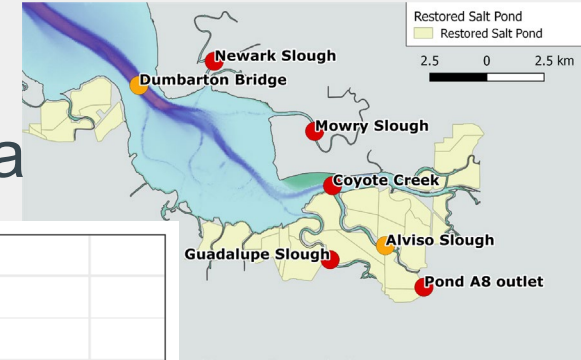 Restored Salt Pond
Restored Salt Pond
2.5 0 2.5 km
Newark Slough
Dumbarton Bridge
Mowry Slough
a
Coyote Creek
Alviso Slough
Guadalupe Slough
Pond A8 outlet